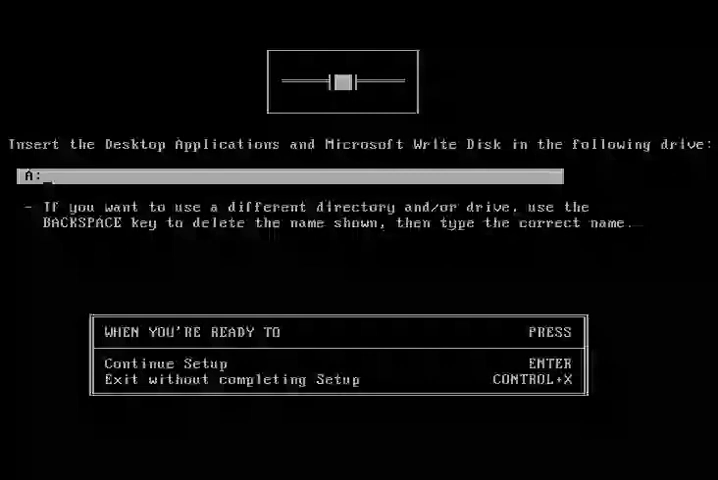 Insert the Desktop Applications and Microsoft Write Disk in the following drive:
A:
- If you want to use a different directory and/or drive, use the
BACKSPACE key to delete the name shown, then type the correct name.
WHEN YOU'RE READY TO PRESS
Continue Setup ENTER
Exit without completing Setup CONTROL+X